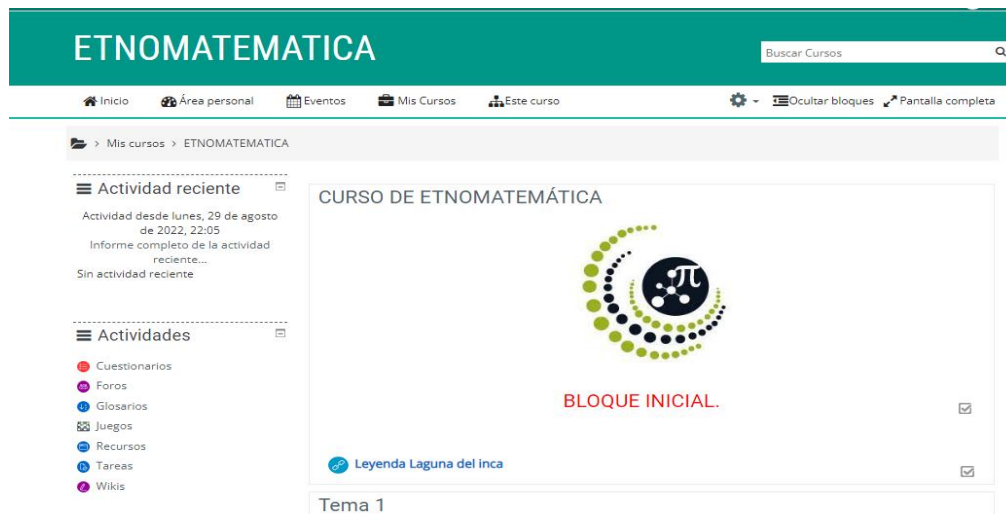 ETNOMATEMATICA
Buscar Cursos
Inicio Área personal Eventos Mis Cursos Este curso Ocultar bloques Pantalla completa
> Mis cursos > ETNOMATEMATICA
Actividad reciente
Actividad desde lunes, 29 de agosto
de 2022, 22:05
Informe completo de la actividad
reciente...
Sin actividad reciente
Actividades
Cuestionarios
Foros
Glosarios
Juegos
Recursos
Tareas
Wikis
CURSO DE ETNOMATEMÁTICA
π
BLOQUE INICIAL.
Leyenda Laguna del inca
Tema 1